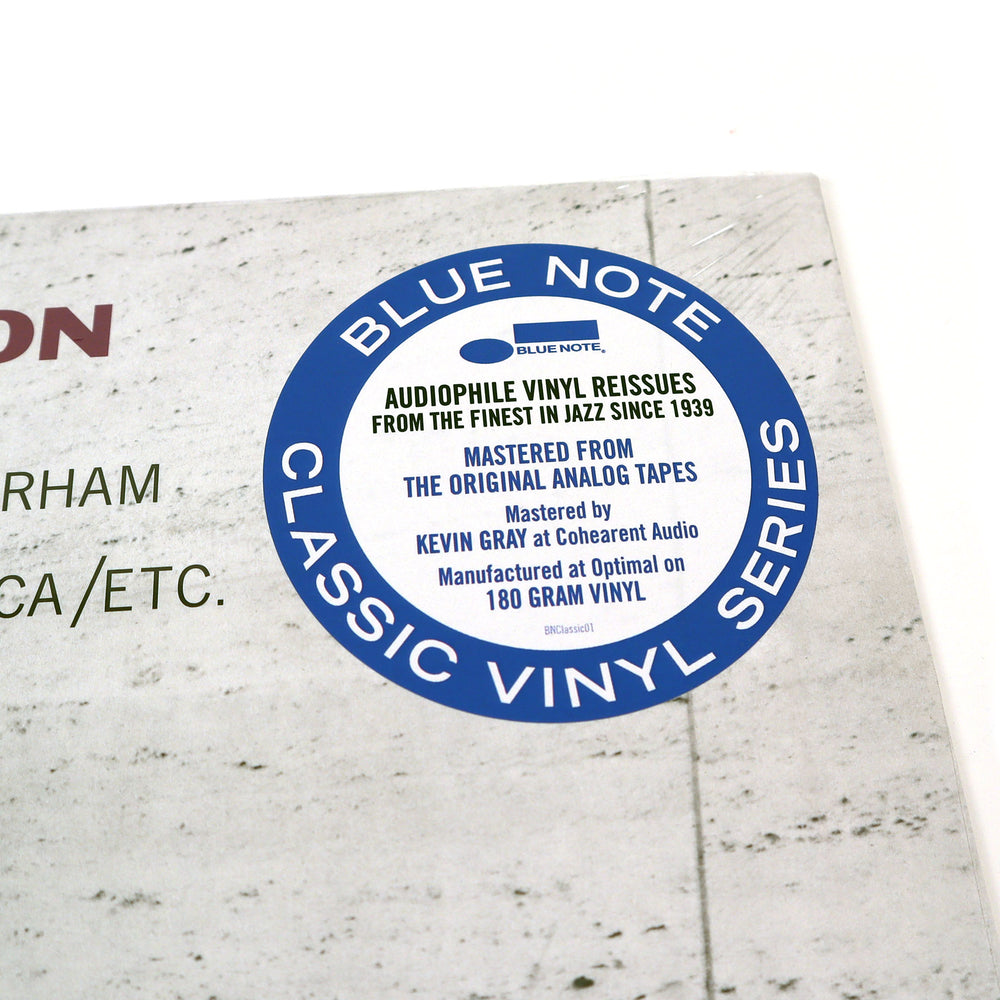 ON
RHAM
CA/ETC.
BLUE NOTE
BLUE NOTE®
AUDIOPHILE VINYL REISSUES
FROM THE FINEST IN JAZZ SINCE 1939
MASTERED FROM
THE ORIGINAL ANALOG TAPES
Mastered by
KEVIN GRAY at Cohearent Audio
Manufactured at Optimal on
180 GRAM VINYL
BNClassic01
CLASSIC VINYL SERIES